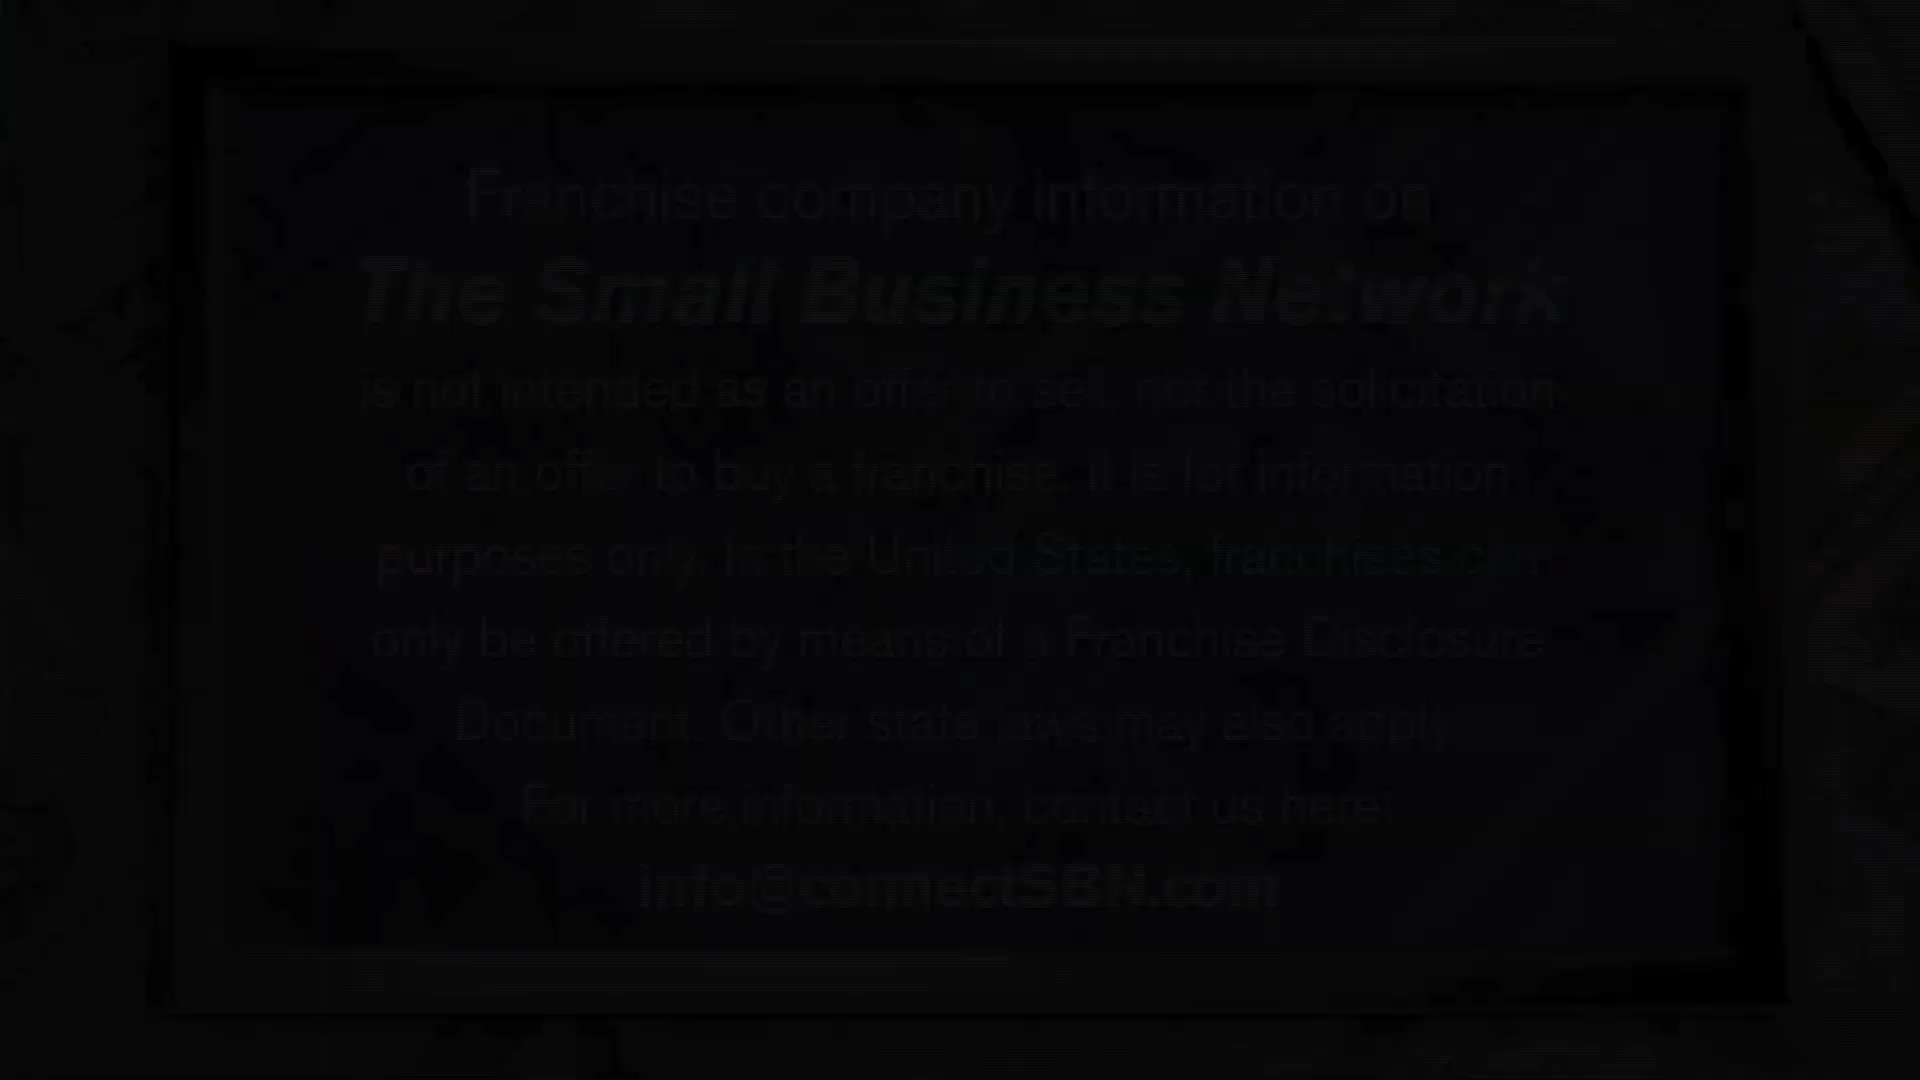 Franchise company information on
The Small Business Network
is not intended as an offer to sell, nor the solicitation
of an offer to buy a franchise. It is for information
purposes only. In the United States, franchises can
only be offered by means of a Franchise Disclosure
Document. Other state laws may also apply.
For more information, contact us here:
info@connectSBN.com